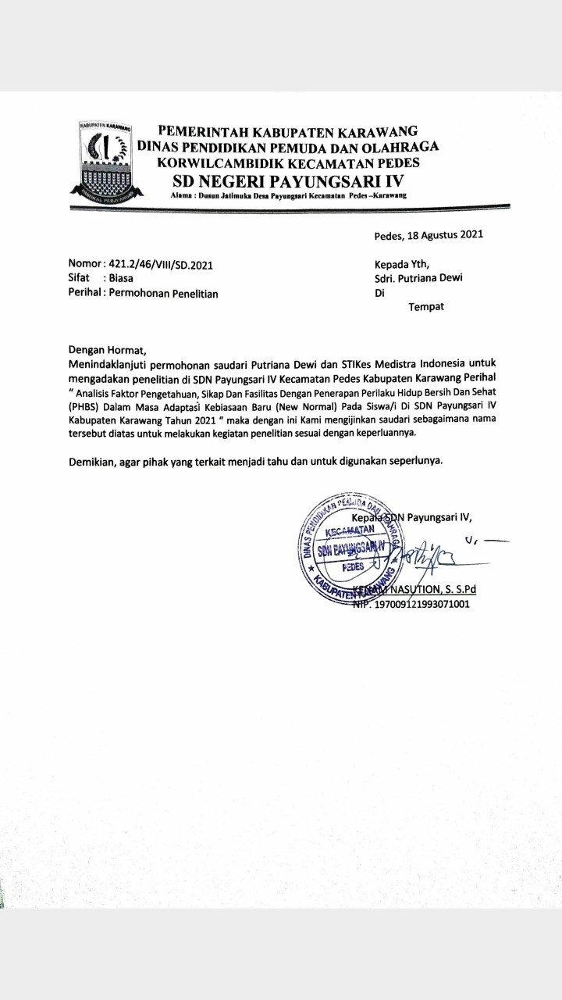 KABUPATEN KARAWANG
PANGKAL PERJUANGAN
PEMERINTAH KABUPATEN KARAWANG
DINAS PENDIDIKAN PEMUDA DAN OLAHRAGA
KORWILCAMBIDIK KECAMATAN PEDES
SD NEGERI PAYUNGSARI IV
Alama : Dusun Jatimuka Desa Payungsari Kecamatan Pedes –Karawang
Pedes, 18 Agustus 2021
Nomor : 421.2/46/VIII/SD.2021
Sifat : Biasa
Perihal : Permohonan Penelitian
Kepada Yth,
Sdri. Putriana Dewi
Di
Tempat
Dengan Hormat,
Menindaklanjuti permohonan saudari Putriana Dewi dan STIKes Medistra Indonesia untuk
mengadakan penelitian di SDN Payungsari IV Kecamatan Pedes Kabupaten Karawang Perihal
“ Analisis Faktor Pengetahuan, Sikap Dan Fasilitas Dengan Penerapan Perilaku Hidup Bersih Dan Sehat
(PHBS) Dalam Masa Adaptasi Kebiasaan Baru (New Normal) Pada Siswa/i Di SDN Payungsari IV
Kabupaten Karawang Tahun 2021 “ maka dengan ini Kami mengijinkan saudari sebagaimana nama
tersebut diatas untuk melakukan kegiatan penelitian sesuai dengan keperluannya.
Demikian, agar pihak yang terkait menjadi tahu dan untuk digunakan seperlunya.
Kepala SDN Payungsari IV,
DINAS PENDIDIKAN PEMUDA DAN OLAHRAGA
KECAMATAN
SDN PAYUNGSARI IV
PEDES
KABUPATEN KARAWANG
NASUTION, S. S.Pd
NIP. 197009121993071001